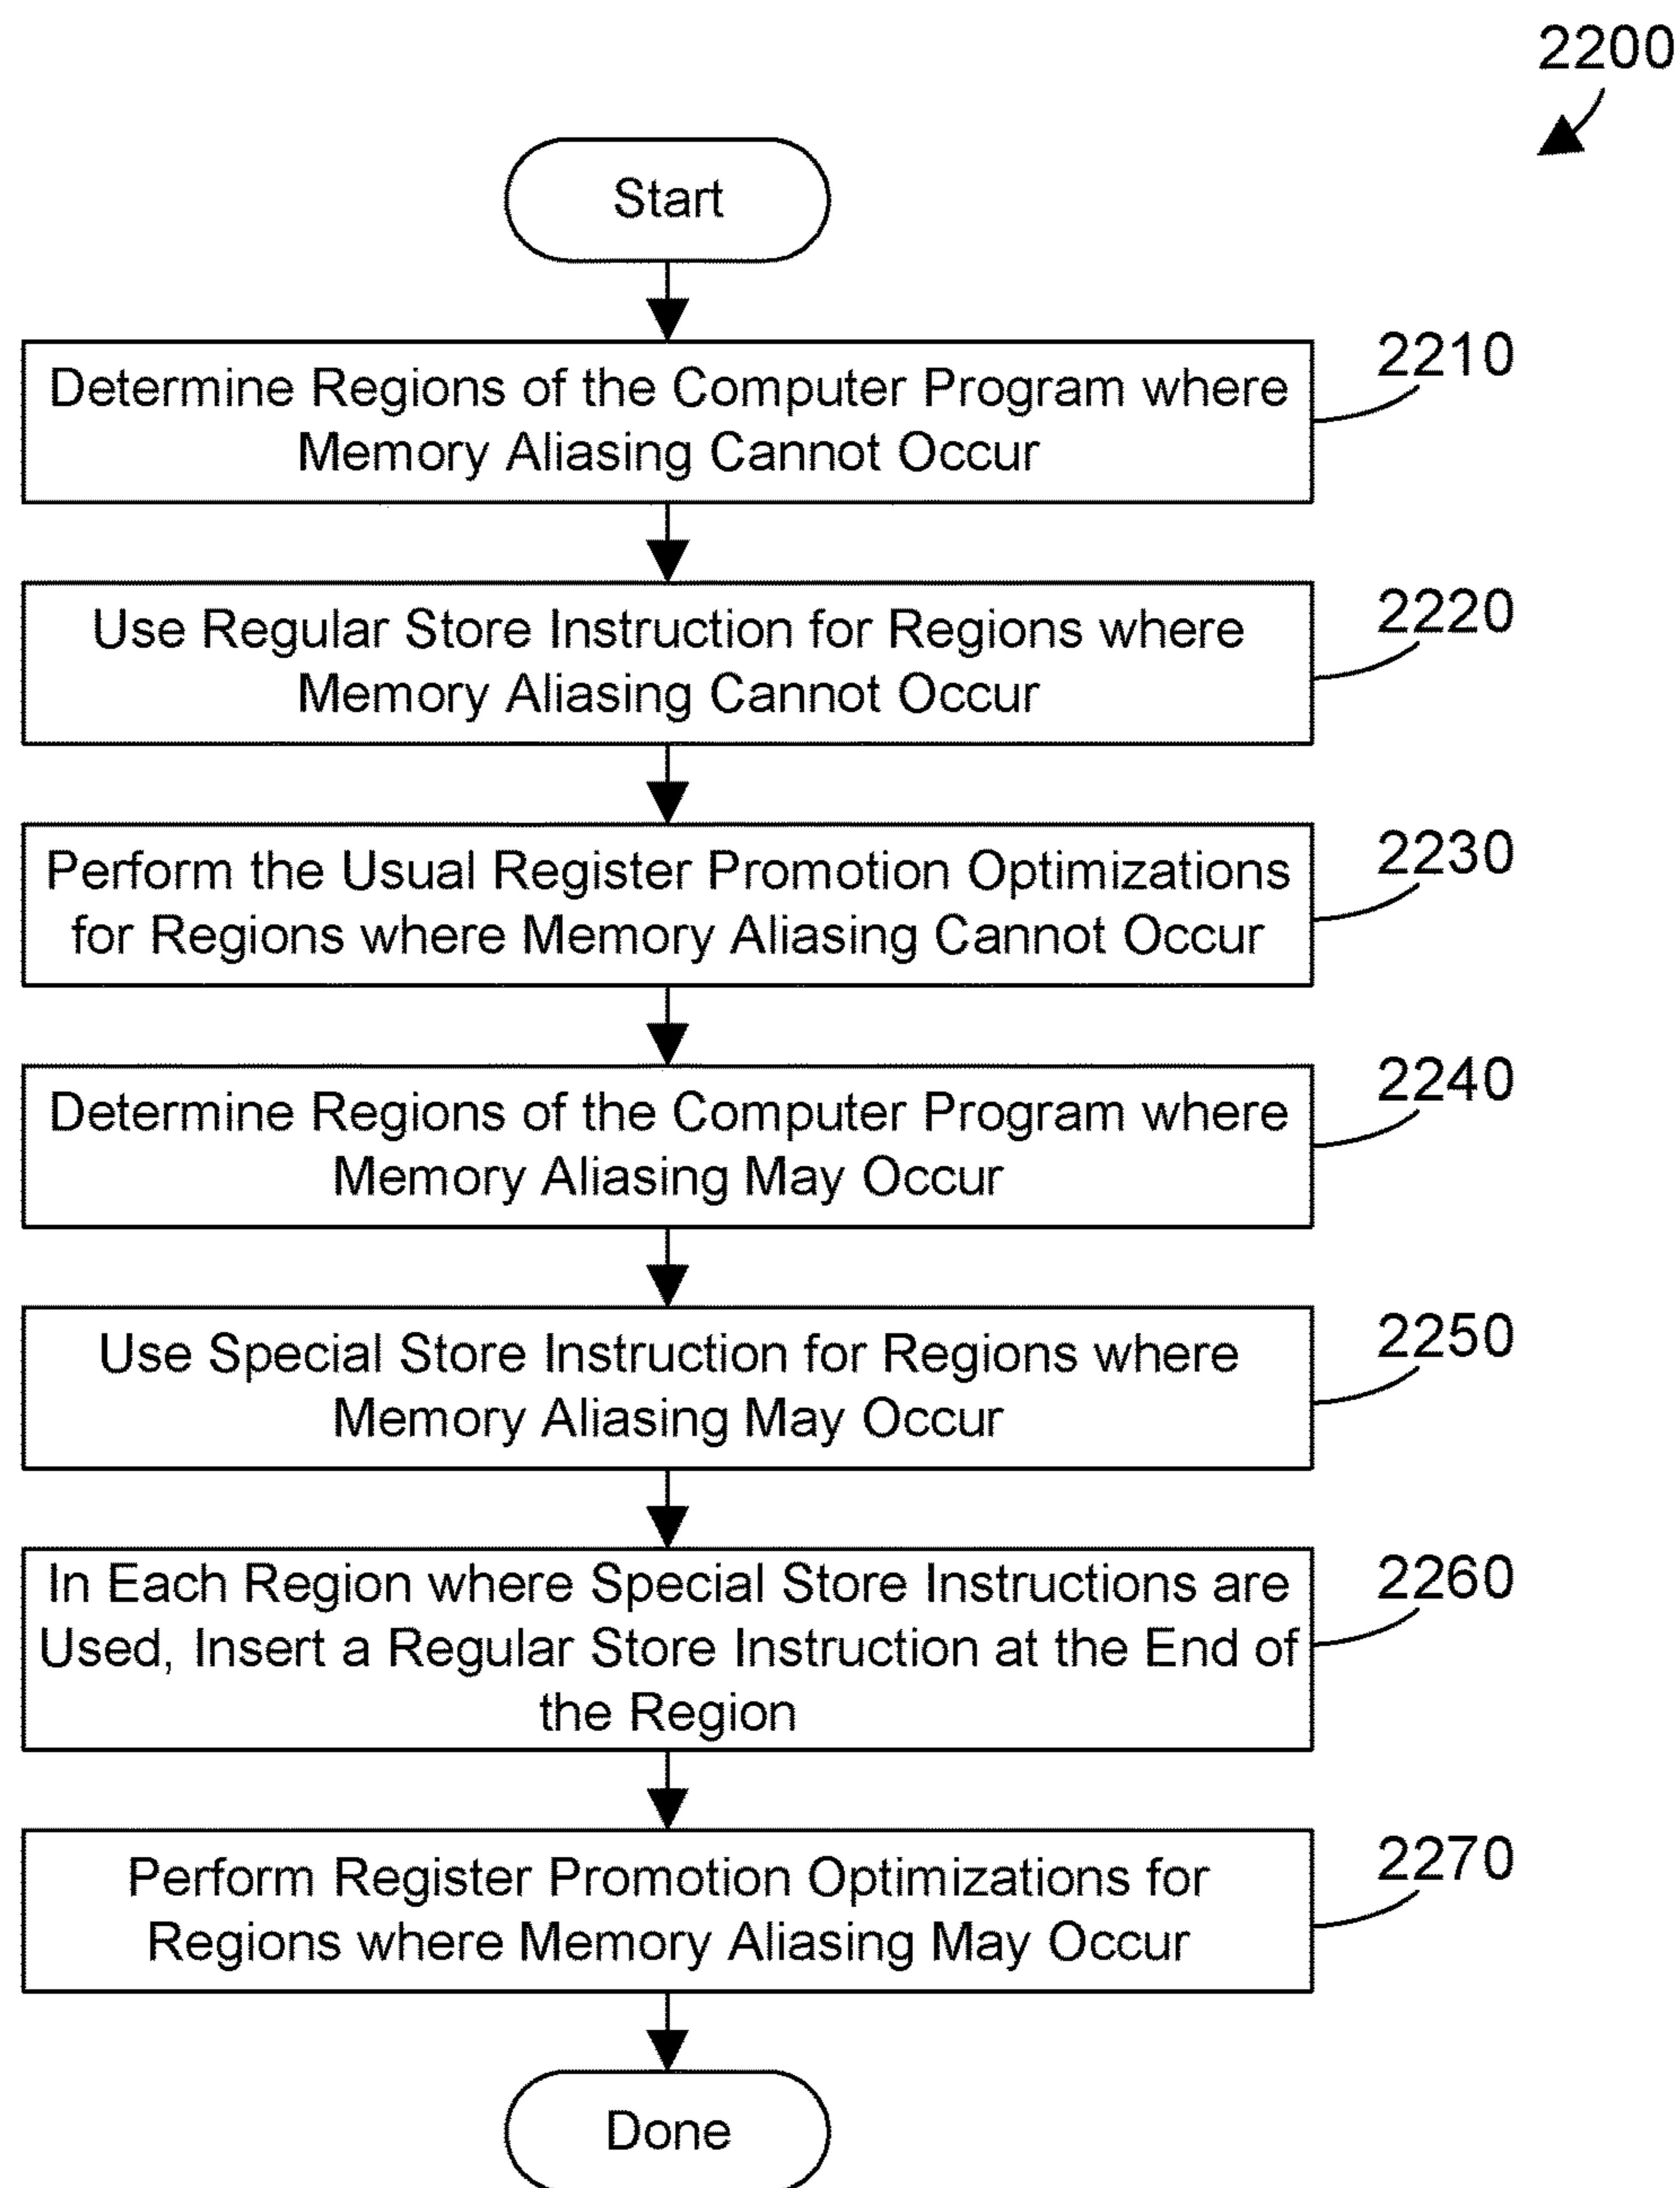 2200
Start
Determine Regions of the Computer Program where
Memory Aliasing Cannot Occur
2210
Use Regular Store Instruction for Regions where
Memory Aliasing Cannot Occur
2220
Perform the Usual Register Promotion Optimizations
for Regions where Memory Aliasing Cannot Occur
2230
Determine Regions of the Computer Program where
Memory Aliasing May Occur
2240
Use Special Store Instruction for Regions where
Memory Aliasing May Occur
2250
In Each Region where Special Store Instructions are
Used, Insert a Regular Store Instruction at the End of
the Region
2260
Perform Register Promotion Optimizations for
Regions where Memory Aliasing May Occur
2270
Done